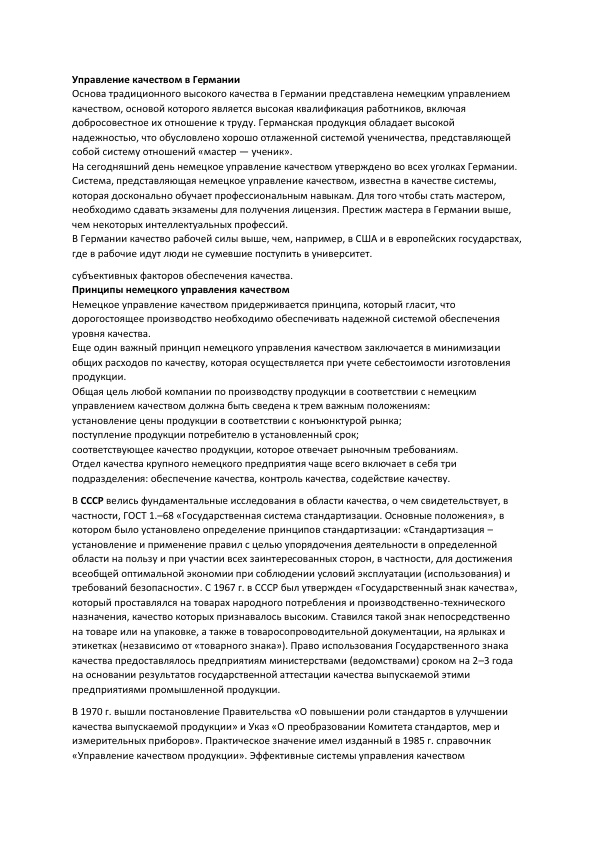 Управление качеством в Германии
Основа традиционного высокого качества в Германии представлена немецким управлением
качеством, основой которого является высокая квалификация работников, включая
добросовестное их отношение к труду. Германская продукция обладает высокой
надежностью, что обусловлено хорошо отлаженной системой ученичества, представляющей
собой систему отношений «мастер — ученик».
На сегодняшний день немецкое управление качеством утверждено во всех уголках Германии.
Система, представляющая немецкое управление качеством, известна в качестве системы,
которая досконально обучает профессиональным навыкам. Для того чтобы стать мастером,
необходимо сдавать экзамены для получения лицензия. Престиж мастера в Германии выше,
чем некоторых интеллектуальных профессий.
В Германии качество рабочей силы выше, чем, например, в США и в европейских государствах,
где в рабочие идут люди не сумевшие поступить в университет.
субъективных факторов обеспечения качества.
Принципы немецкого управления качеством
Немецкое управление качеством придерживается принципа, который гласит, что
дорогостоящее производство необходимо обеспечивать надежной системой обеспечения
уровня качества.
Еще один важный принцип немецкого управления качеством заключается в минимизации
общих расходов по качеству, которая осуществляется при учете себестоимости изготовления
продукции.
Общая цель любой компании по производству продукции в соответствии с немецким
управлением качеством должна быть сведена к трем важным положениям:
установление цены продукции в соответствии с конъюнктурой рынка;
поступление продукции потребителю в установленный срок;
соответствующее качество продукции, которое отвечает рыночным требованиям.
Отдел качества крупного немецкого предприятия чаще всего включает в себя три
подразделения: обеспечение качества, контроль качества, содействие качеству.
В СССР велись фундаментальные исследования в области качества, о чем свидетельствует, в
частности, ГОСТ 1.–68 «Государственная система стандартизации. Основные положения», в
котором было установлено определение принципов стандартизации: «Стандартизация –
установление и применение правил с целью упорядочения деятельности в определенной
области на пользу и при участии всех заинтересованных сторон, в частности, для достижения
всеобщей оптимальной экономии при соблюдении условий эксплуатации (использования) и
требований безопасности». С 1967 г. в СССР был утвержден «Государственный знак качества»,
который проставлялся на товарах народного потребления и производственно-технического
назначения, качество которых признавалось высоким. Ставился такой знак непосредственно
на товаре или на упаковке, а также в товаросопроводительной документации, на ярлыках и
этикетках (независимо от «товарного знака»). Право использования Государственного знака
качества предоставлялось предприятиям министерствами (ведомствами) сроком на 2–3 года
на основании результатов государственной аттестации качества выпускаемой этими
предприятиями промышленной продукции.
В 1970 г. вышли постановление Правительства «О повышении роли стандартов в улучшении
качества выпускаемой продукции» и Указ «О преобразовании Комитета стандартов, мер и
измерительных приборов». Практическое значение имел изданный в 1985 г. справочник
«Управление качеством продукции». Эффективные системы управления качеством